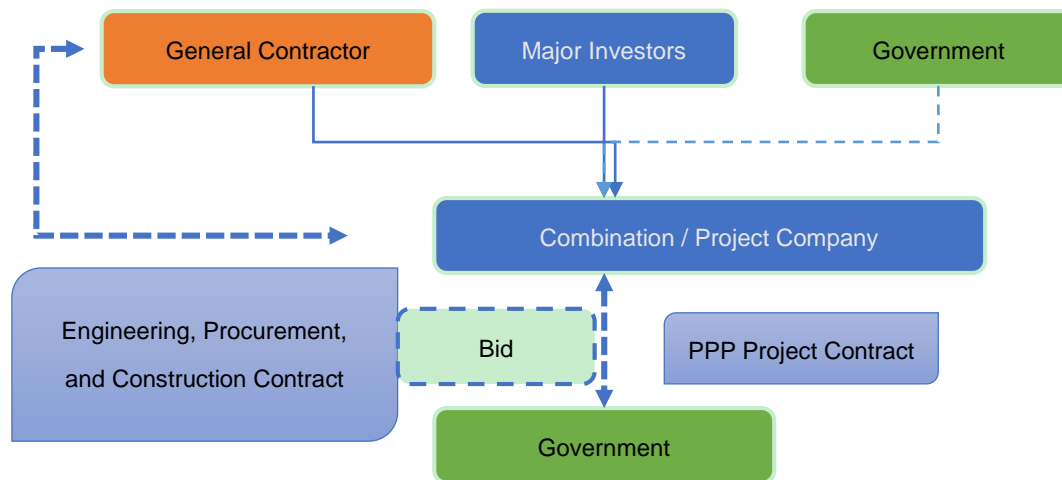 General Contractor
Major Investors
Government
Combination / Project Company
Engineering, Procurement,
and Construction Contract
Bid
PPP Project Contract
Government